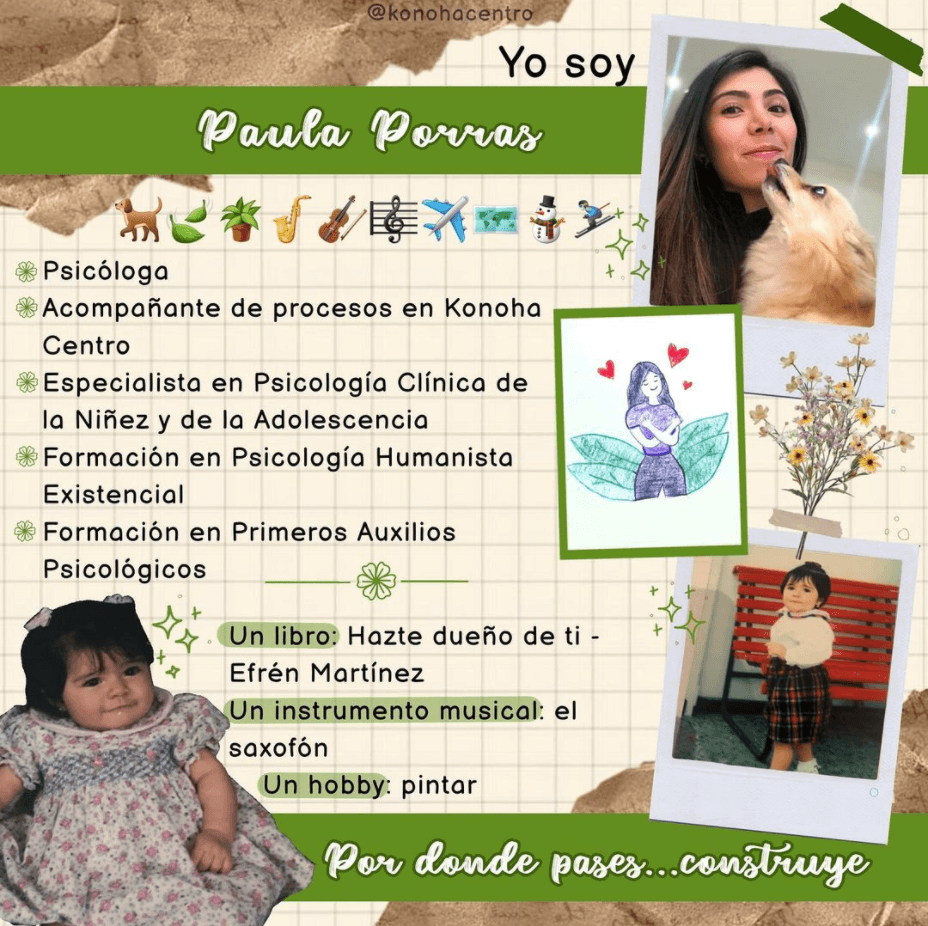 @konohacentro
Yo soy
Paula Porras
Psicóloga
Acompañante de procesos en Konoha
Centro
Especialista en Psicología Clínica de
la Niñez y de la Adolescencia
Formación en Psicología Humanista
Existencial
Formación en Primeros Auxilios
Psicológicos
Un libro: Hazte dueño de ti -
Efrén Martínez
Un instrumento musical: el
saxofón
Un hobby: pintar
Por donde pases...construye